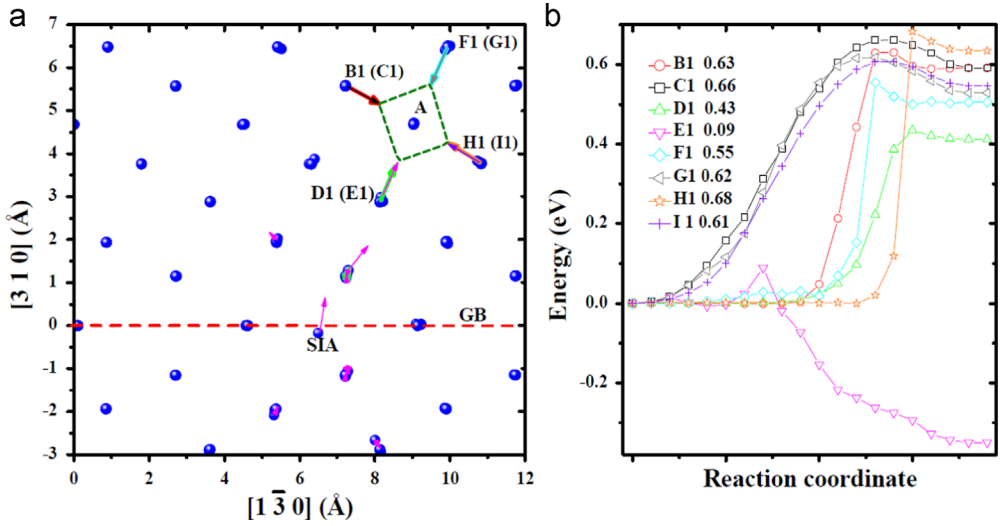 a
7
6
5
4
3
2
1
0
-1
-2
-3
[3 1 0] (Å)
F1 (G1)
B1 (C1)
A
H1 (I1)
D1 (E1)
GB
SIA
0 2 4 6 8 10 12
[1 3̅ 0] (Å)
b
0.6
0.4
0.2
0.0
-0.2
Energy (eV)
B1 0.63
C1 0.66
D1 0.43
E1 0.09
F1 0.55
G1 0.62
H1 0.68
I 1 0.61
Reaction coordinate